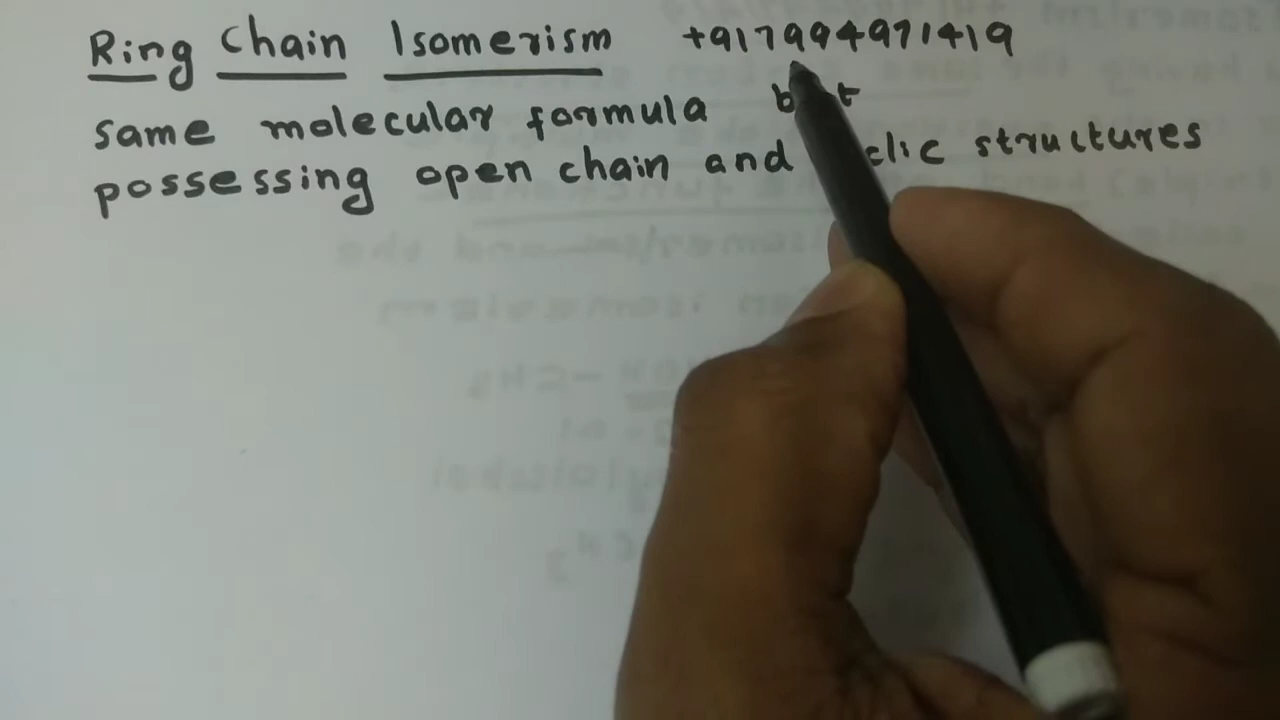 Ring Chain Isomerism +917994971419
same molecular formula
possessing open chain and structures